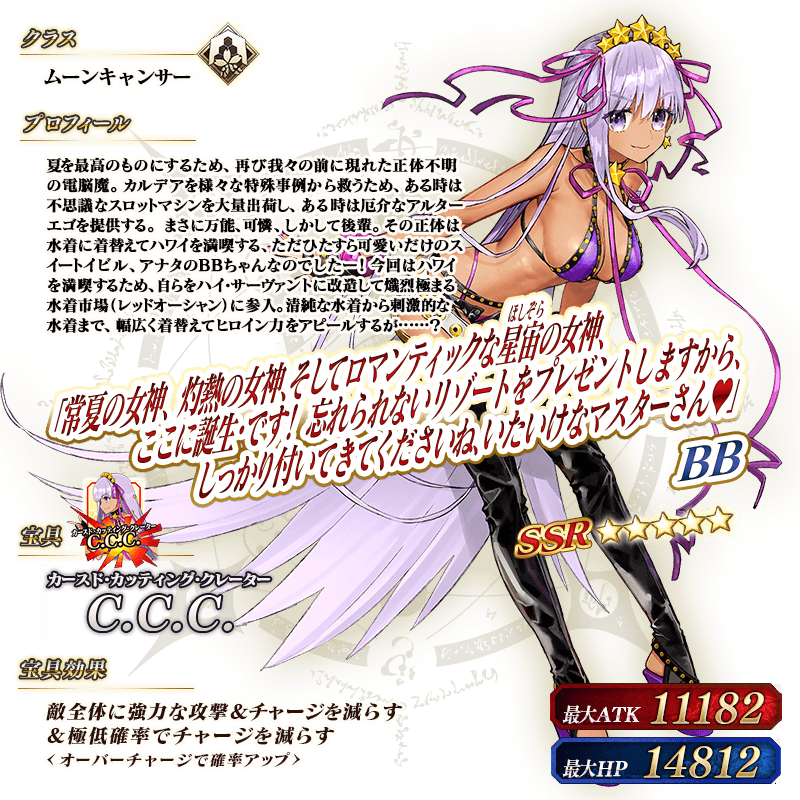 クラス
ムーンキャンサー
プロフィール
夏を最高のものにするため、再び我々の前に現れた正体不明
の電脳魔。カルデアを様々な特殊事例から救うため、ある時は
不思議なスロットマシンを大量出荷し、ある時は厄介なアルター
エゴを提供する。まさに万能、可憐、しかして後輩。その正体は
水着に着替えてハワイを満喫する、ただひたすら可愛いだけのス
イートイビル、アナタのBBちゃんなのでしたー！今回はハワイ
を満喫するため、自らをハイ・サーヴァントに改造して熾烈極まる
水着市場（レッドオーシャン）に参入。清純な水着から刺激的な
水着まで、幅広く着替えてヒロイン力をアピールするが……？
ほしぞら
「常夏の女神、灼熱の女神、そしてロマンティックな星宙の女神、
ここに誕生・です！ 忘れられないリゾートをプレゼントしますから、
しっかり付いてきてくださいね、いたいけなマスターさん♥」
BB
SSR ☆☆☆☆☆
カースド・カッティング・クレーター
C.C.C.
宝具
カースド・カッティング・クレーター
C.C.C.
宝具効果
敵全体に強力な攻撃＆チャージを減らす
＆極低確率でチャージを減らす
＜オーバーチャージで確率アップ＞
最大ATK 11182
最大HP 14812